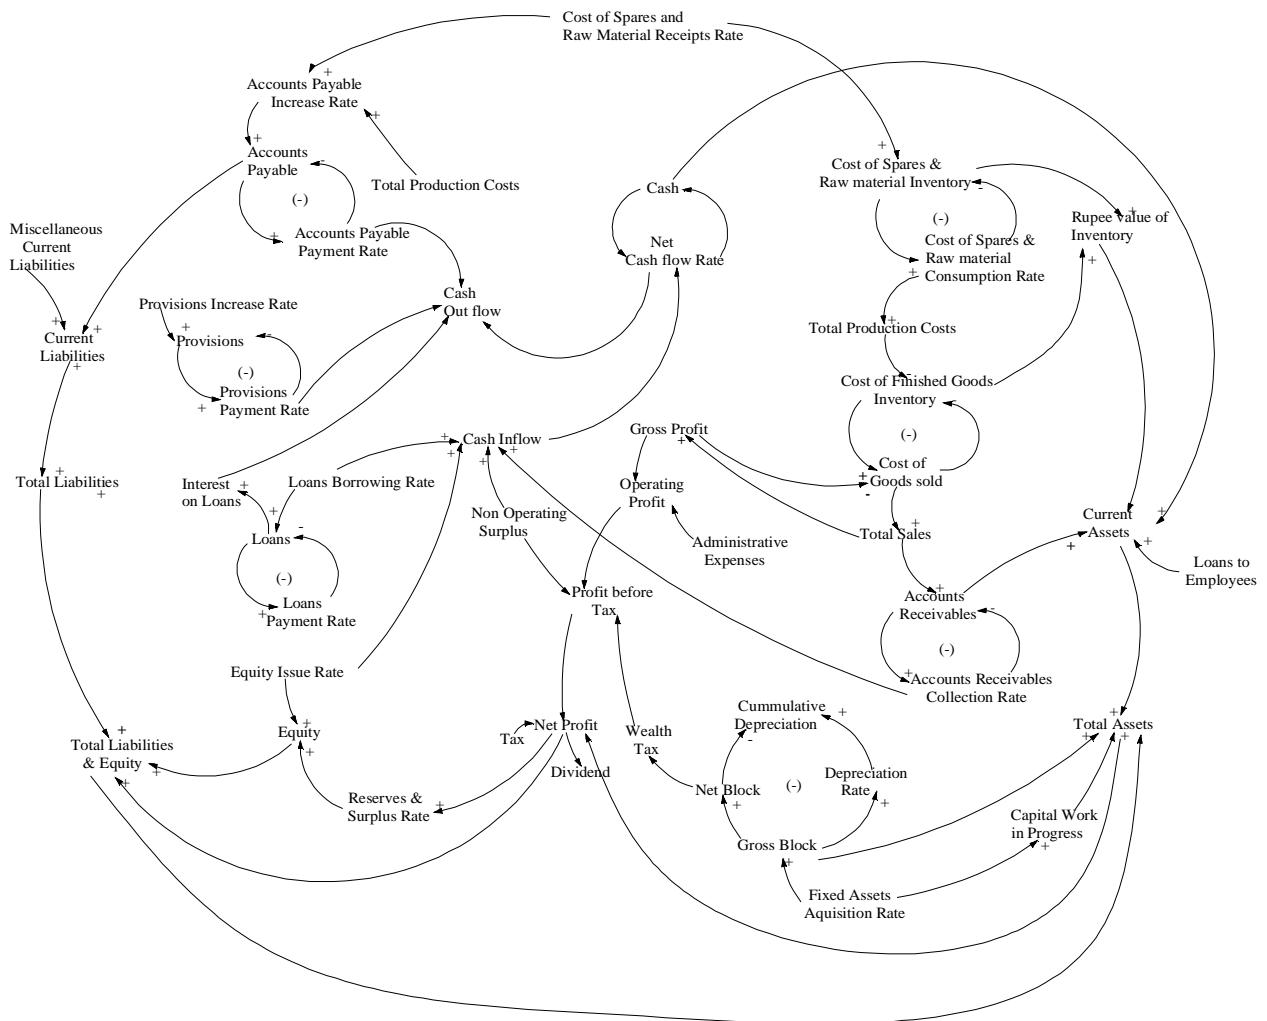 Cost of Spares and
Raw Material Receipts Rate
+
Accounts Payable
Increase Rate
+
+
Accounts
Payable
-
(-)
Total Production Costs
+
Accounts Payable
Payment Rate
Miscellaneous
Current
Liabilities
+
+
Current
Liabilities
+
Provisions Increase Rate
+
Provisions
-
(-)
Provisions
Payment Rate
+
Cash
Out flow
Cash
Net
Cash flow Rate
+
Cost of Spares &
Raw material Inventory
-
(-)
Cost of Spares &
Raw material
Consumption Rate
+
Rupee value of
Inventory
+
+
+
Total Production Costs
-
Cost of Finished Goods
Inventory
-
(-)
Cost of
Goods sold
+
-
Gross Profit
+
Operating
Profit
Administrative
Expenses
+
Total Sales
+
+
Cash Inflow
+
+
+
Loans Borrowing Rate
Non Operating
Surplus
+
Total Liabilities
+
Interest
on Loans
+
+
Loans
-
(-)
Loans
Payment Rate
+
Current
Assets
+
+
+
Loans to
Employees
+
Accounts
Receivables
-
(-)
+
Accounts Receivables
Collection Rate
Profit before
Tax
Equity Issue Rate
+
Equity
+
+
Total Liabilities
& Equity
+
+
Tax
Net Profit
Dividend
Reserves &
Surplus Rate
+
Wealth
Tax
Cummulative
Depreciation
+
-
(-)
Depreciation
Rate
+
Net Block
+
Gross Block
+
Fixed Assets
Aquisition Rate
+
Total Assets
+
+
Capital Work
in Progress
+